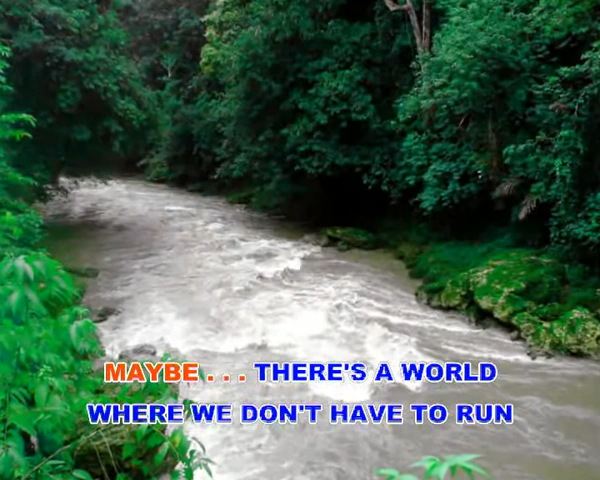 MAYBE . . . THERE'S A WORLD
WHERE WE DON'T HAVE TO RUN